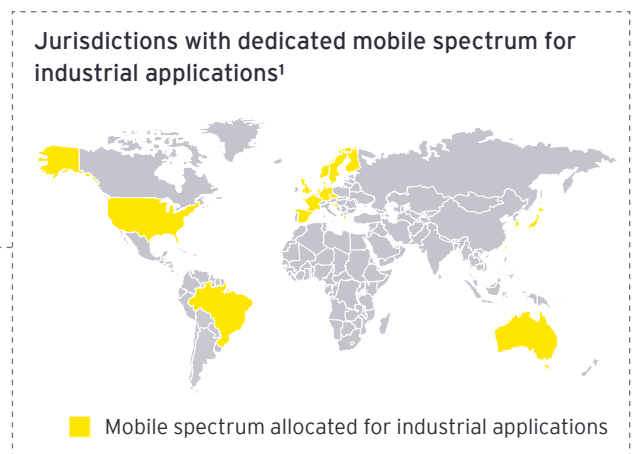 Jurisdictions with dedicated mobile spectrum for
industrial applications¹
Mobile spectrum allocated for industrial applications